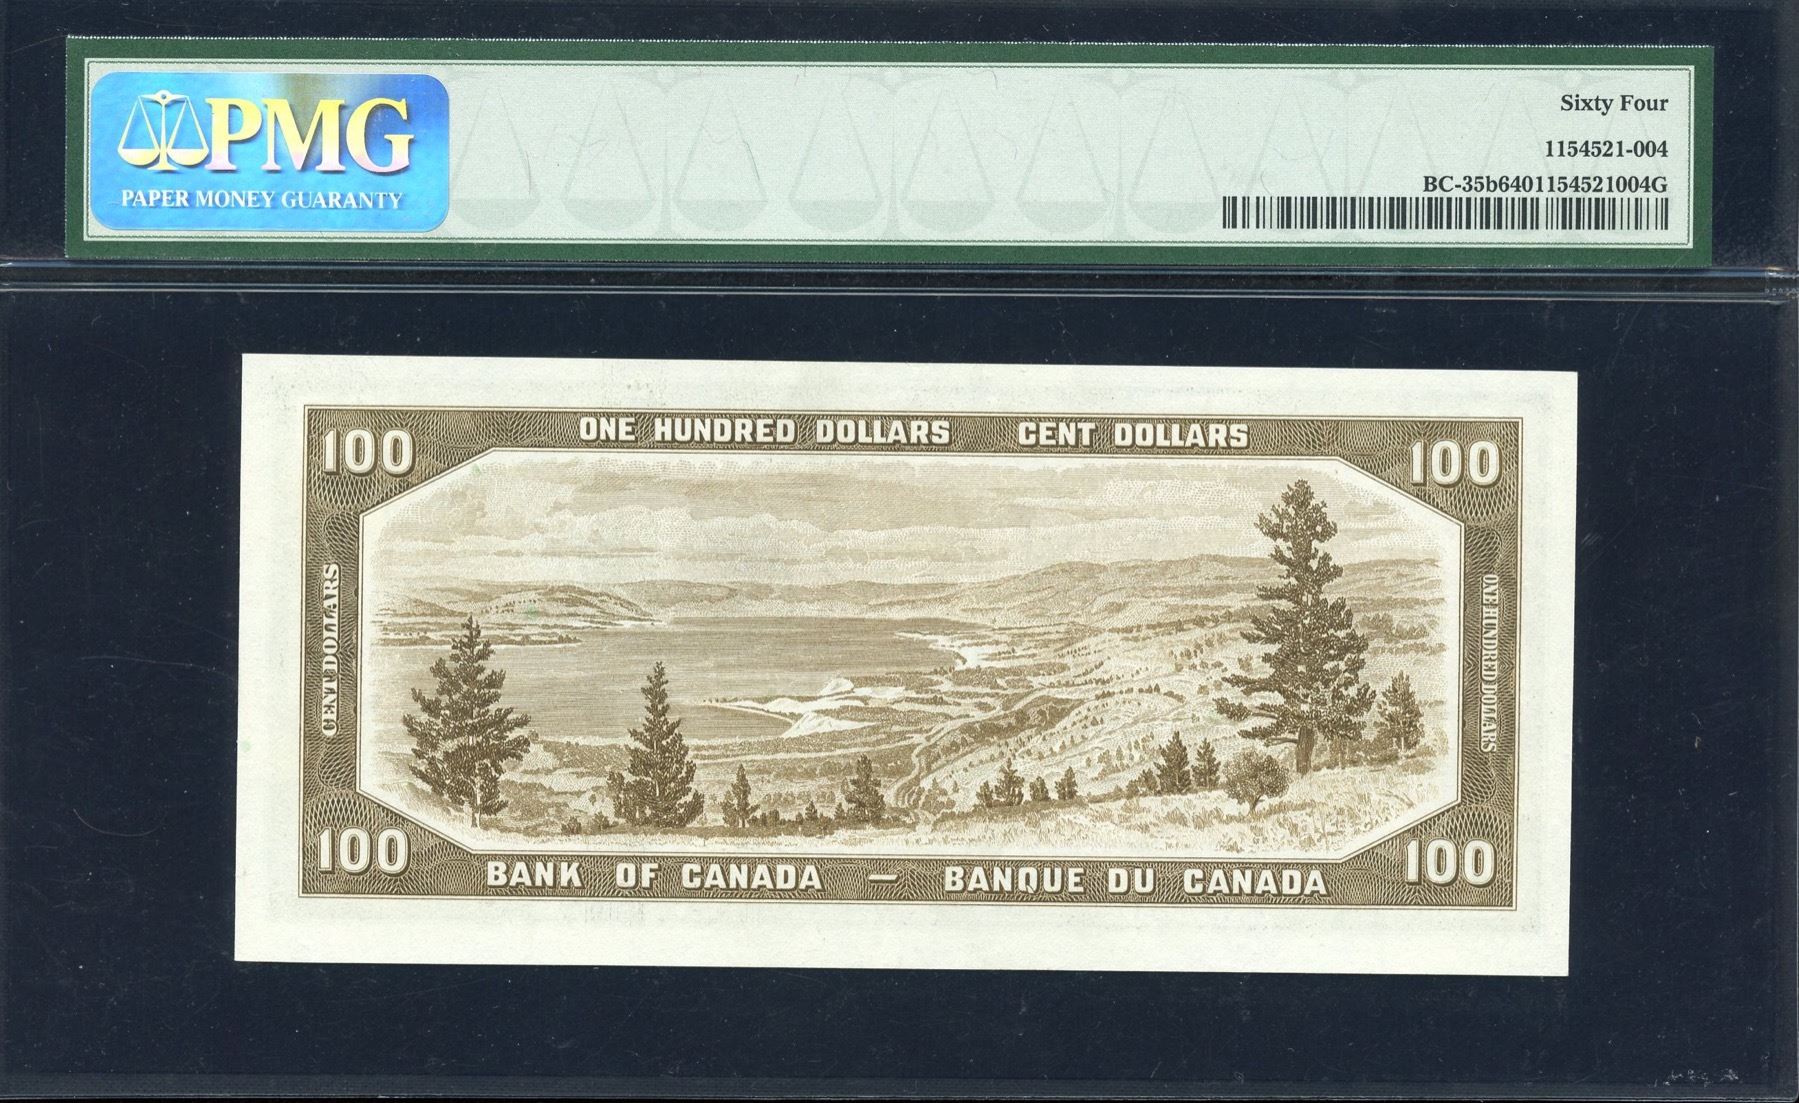 PMG
PAPER MONEY GUARANTY
Sixty Four
1154521-004
BC-35b6401154521004G
100
ONE HUNDRED DOLLARS CENT DOLLARS
100
CENT DOLLARS
ONE HUNDRED DOLLARS
100
BANK OF CANADA — BANQUE DU CANADA
100